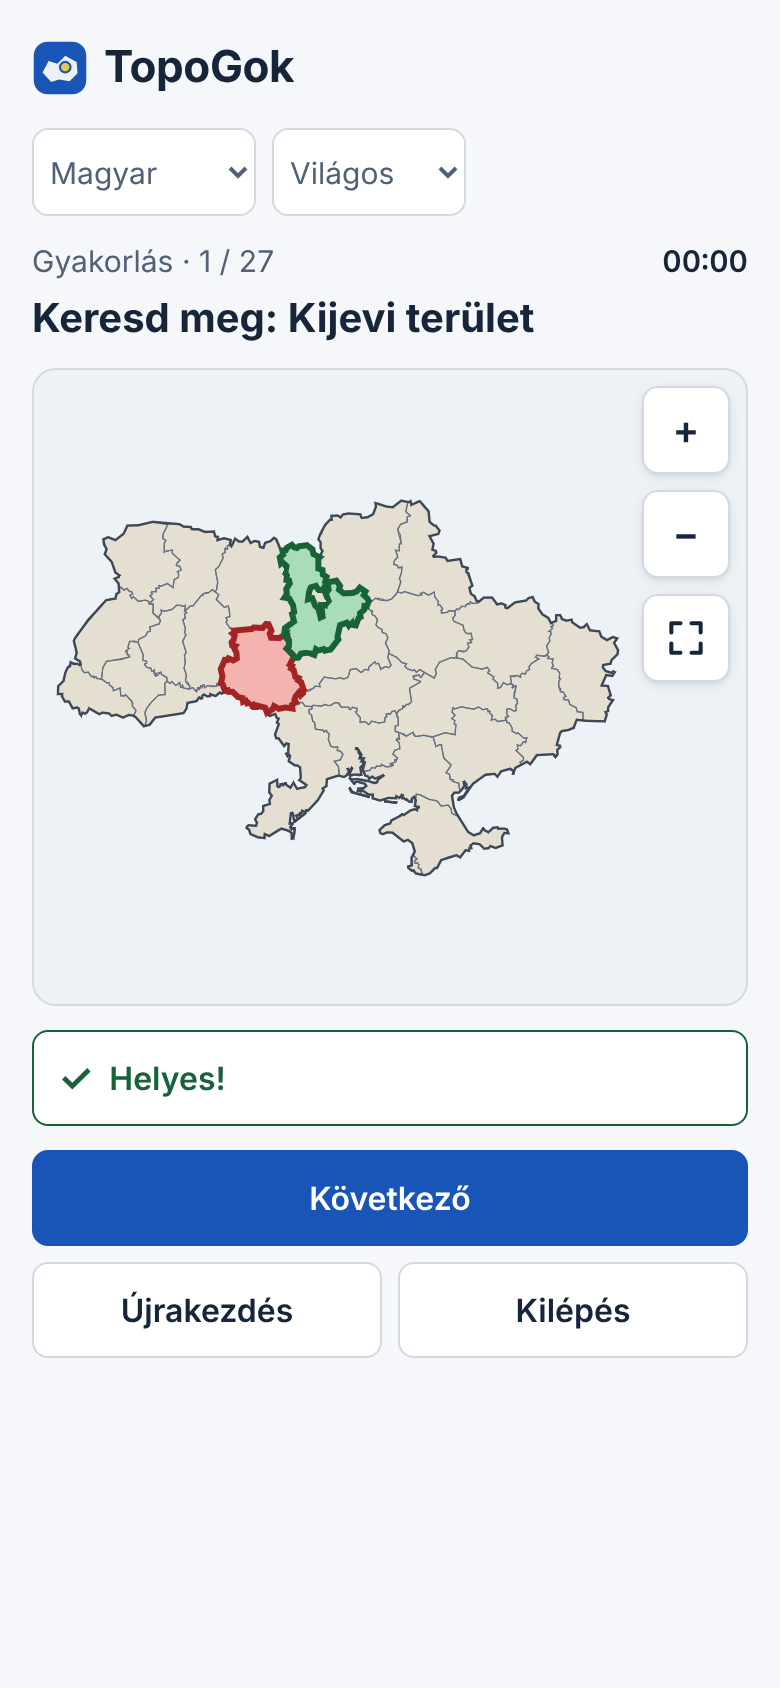 TopoGok
Magyar
Világos
Gyakorlás · 1 / 27
00:00
Keresd meg: Kijevi terület
+
−
Helyes!
Következő
Újrakezdés
Kilépés